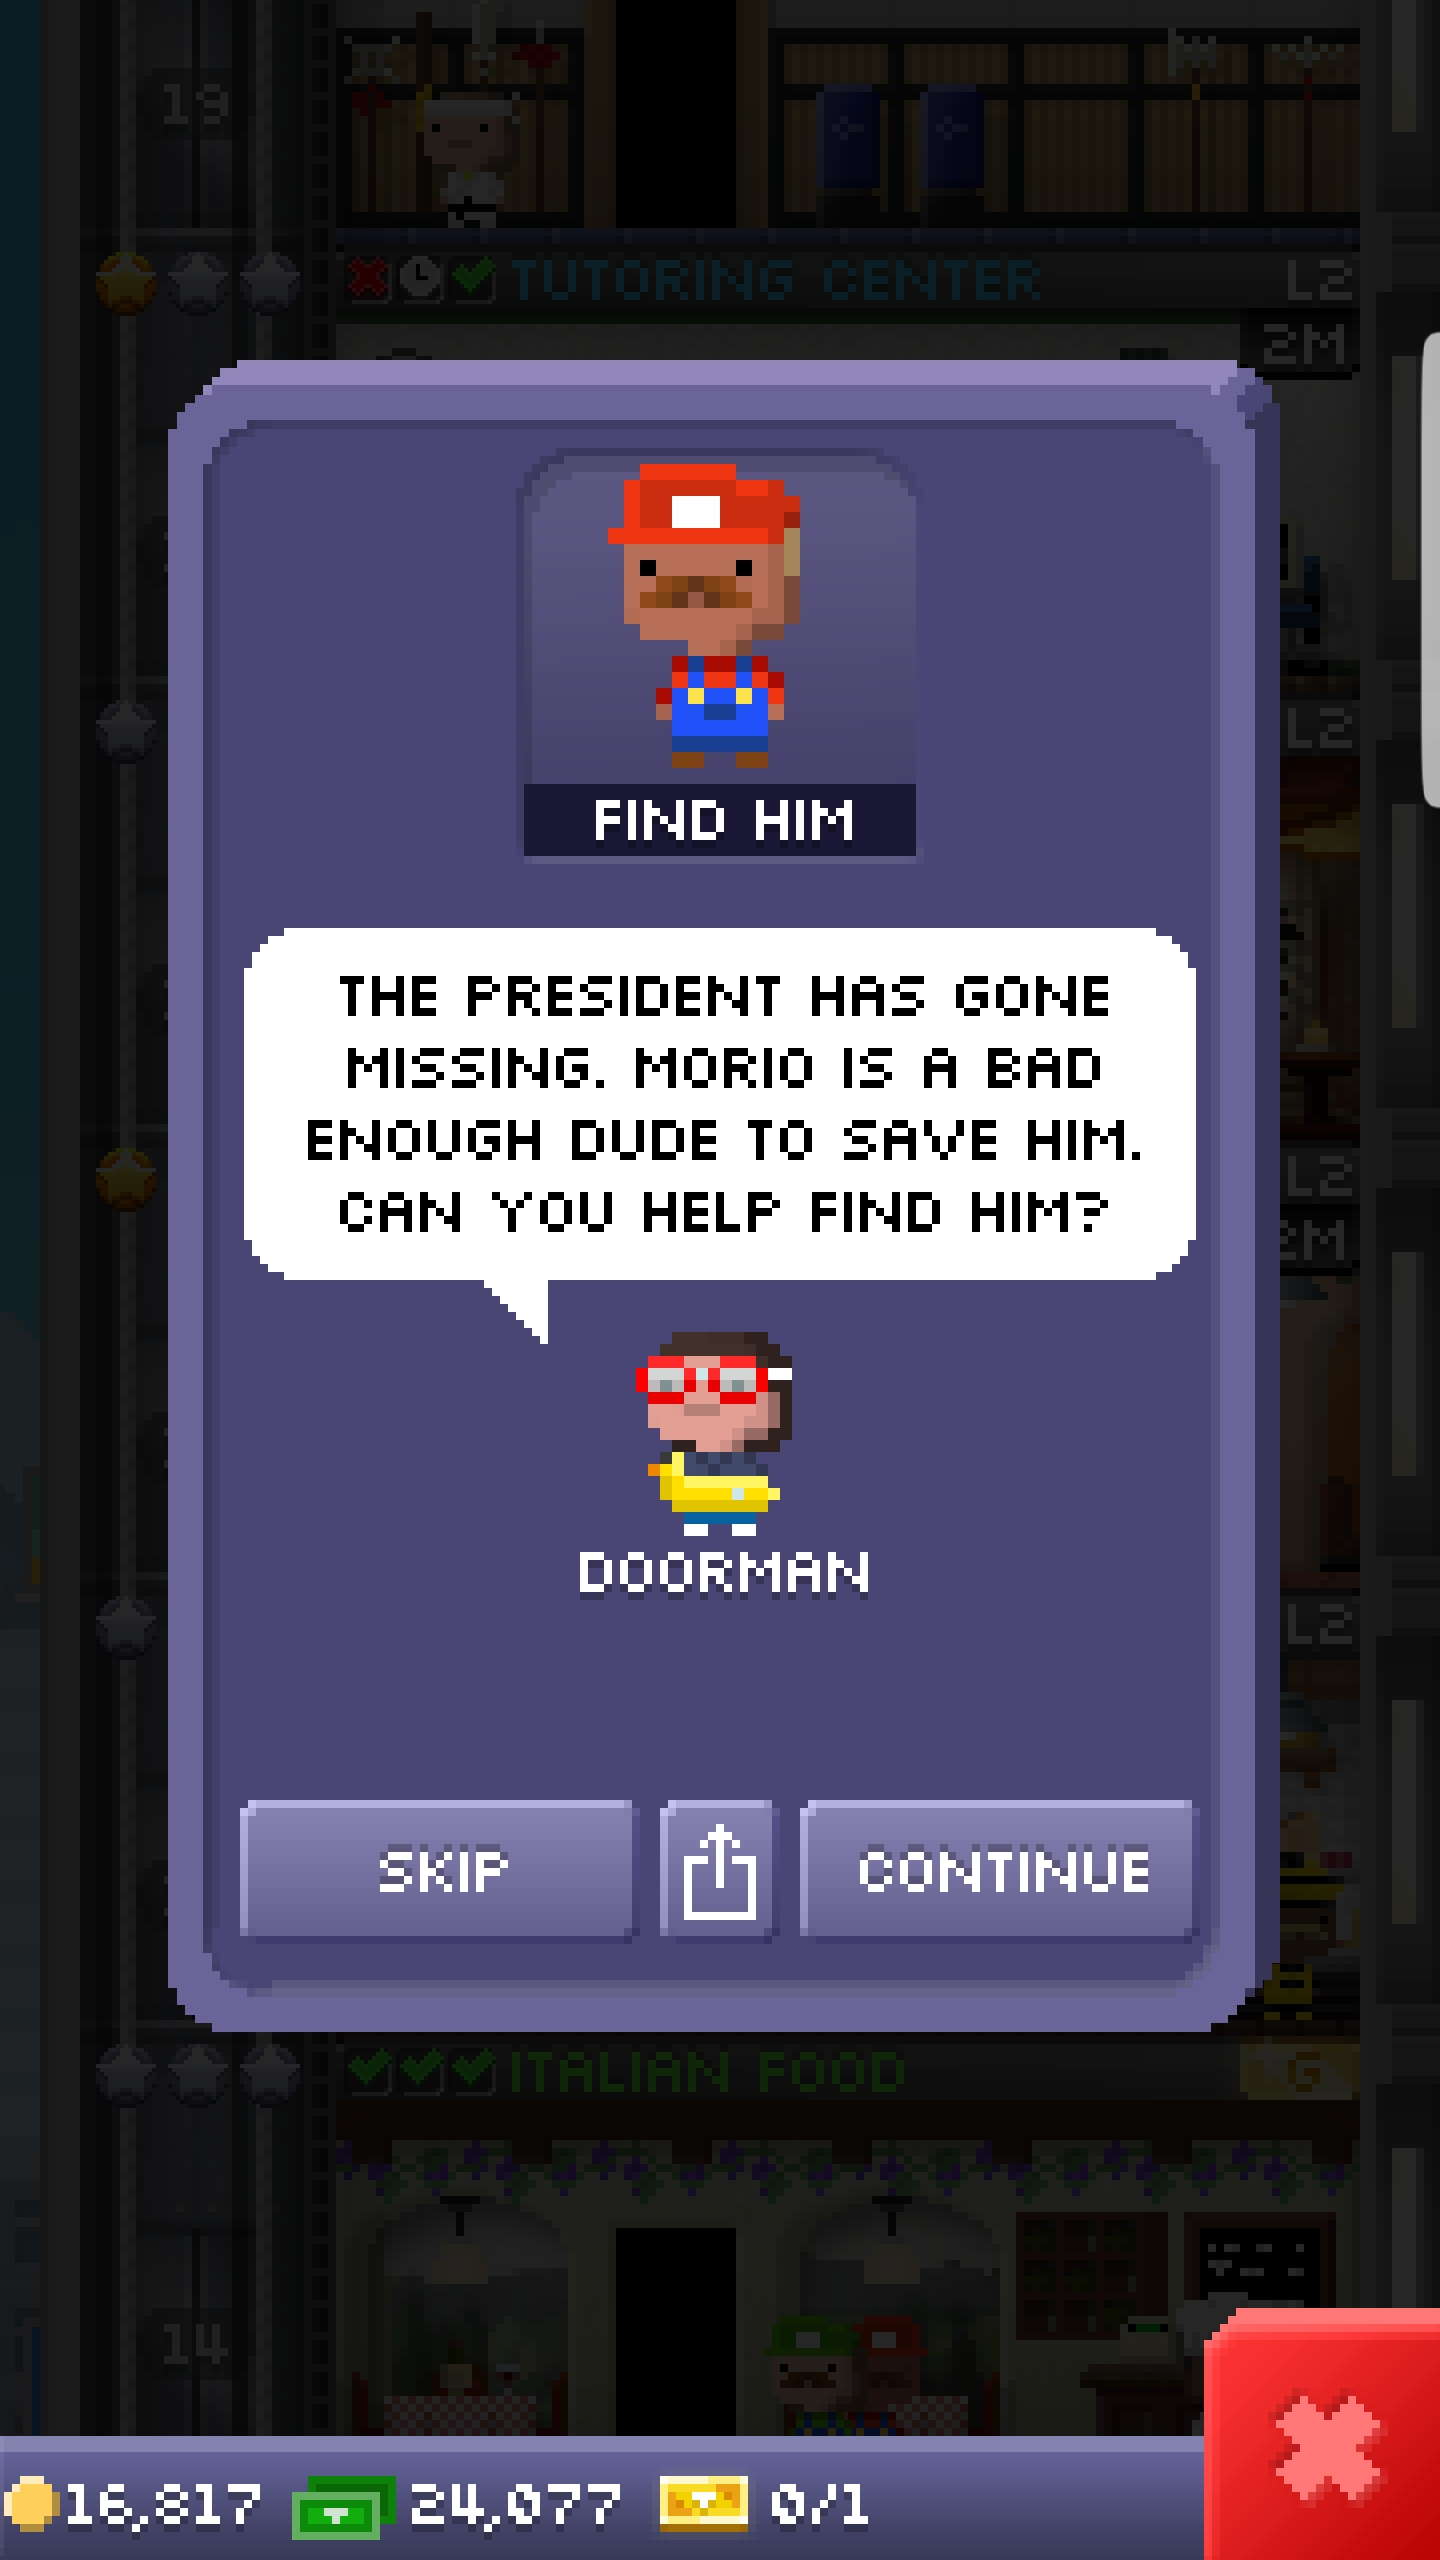 19
TUTORING CENTER L2
2M
FIND HIM
L2
THE PRESIDENT HAS GONE
MISSING. MORIO IS A BAD
ENOUGH DUDE TO SAVE HIM.
CAN YOU HELP FIND HIM?
L2
2M
DOORMAN
L2
SKIP
CONTINUE
ITALIAN FOOD G
14
16,817 24,077 0/1